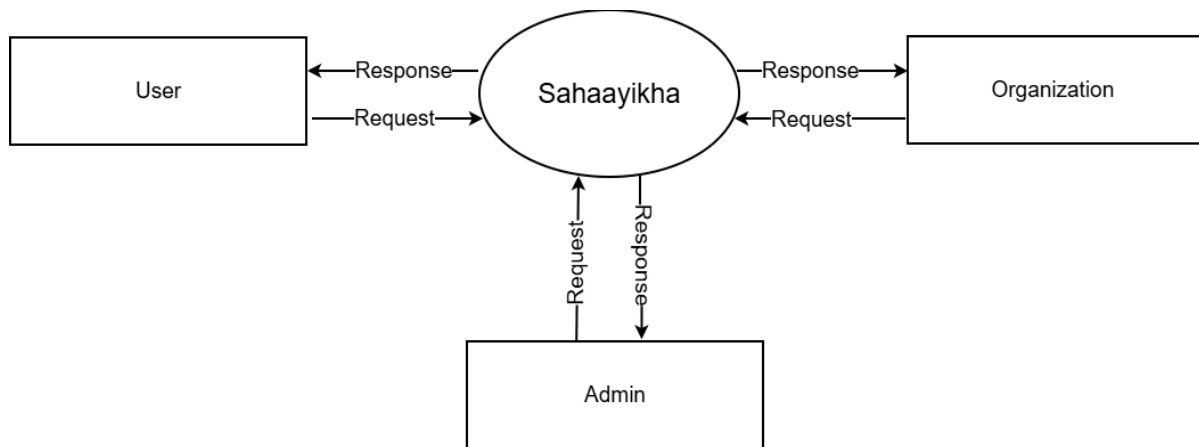 User
Response
Request
Sahaayikha
Response
Request
Organization
Request
Response
Admin